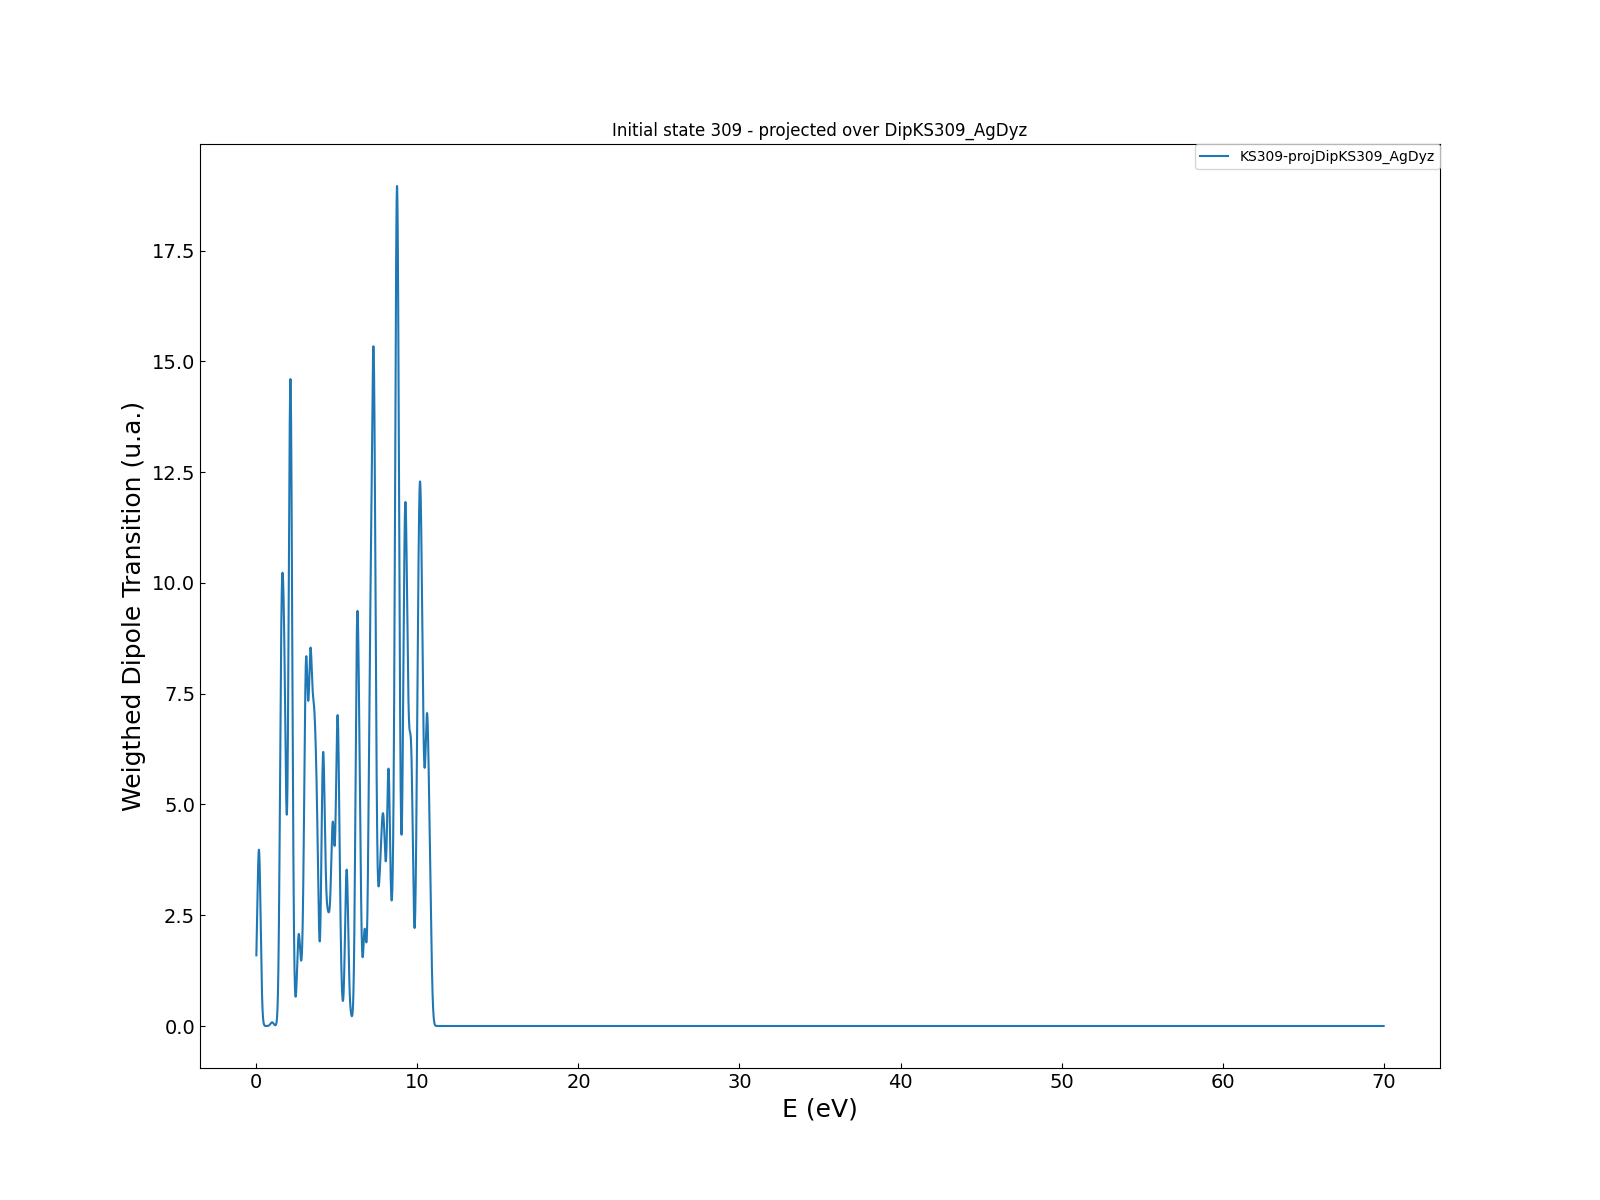 Initial state 309 - projected over DipKS309_AgDyz
KS309-projDipKS309_AgDyz
Weigthed Dipole Transition (u.a.)
17.5
15.0
12.5
10.0
7.5
5.0
2.5
0.0
0 10 20 30 40 50 60 70
E (eV)